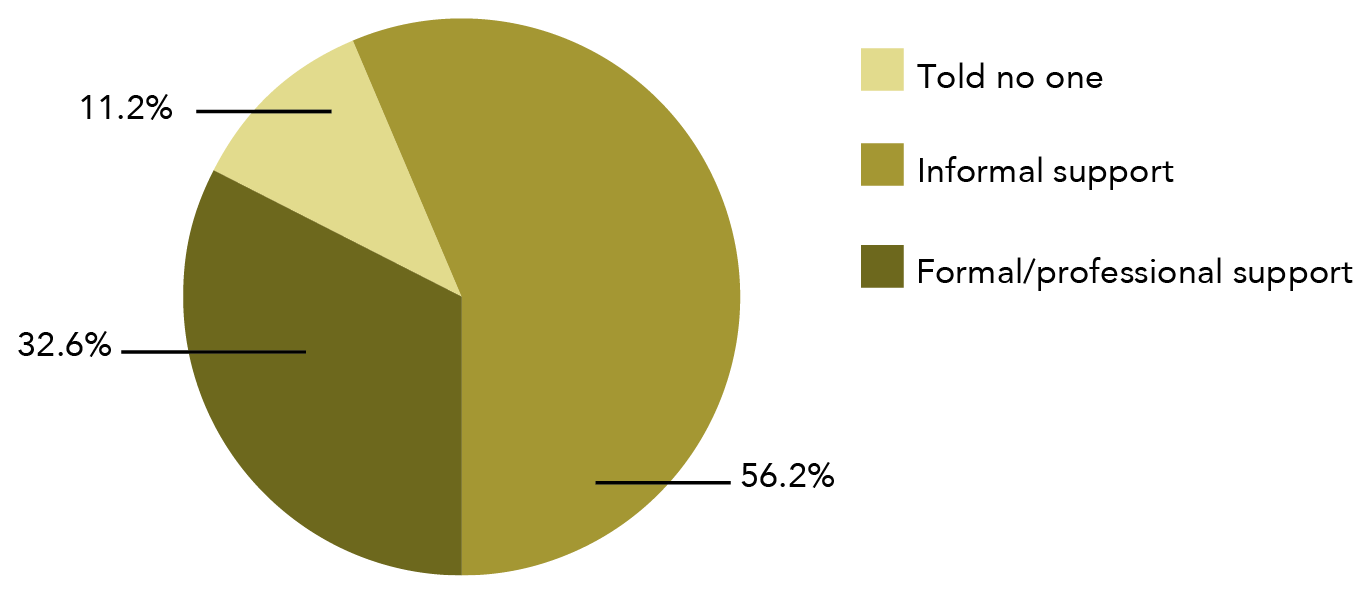 11.2%
32.6%
56.2%
Told no one
Informal support
Formal/professional support